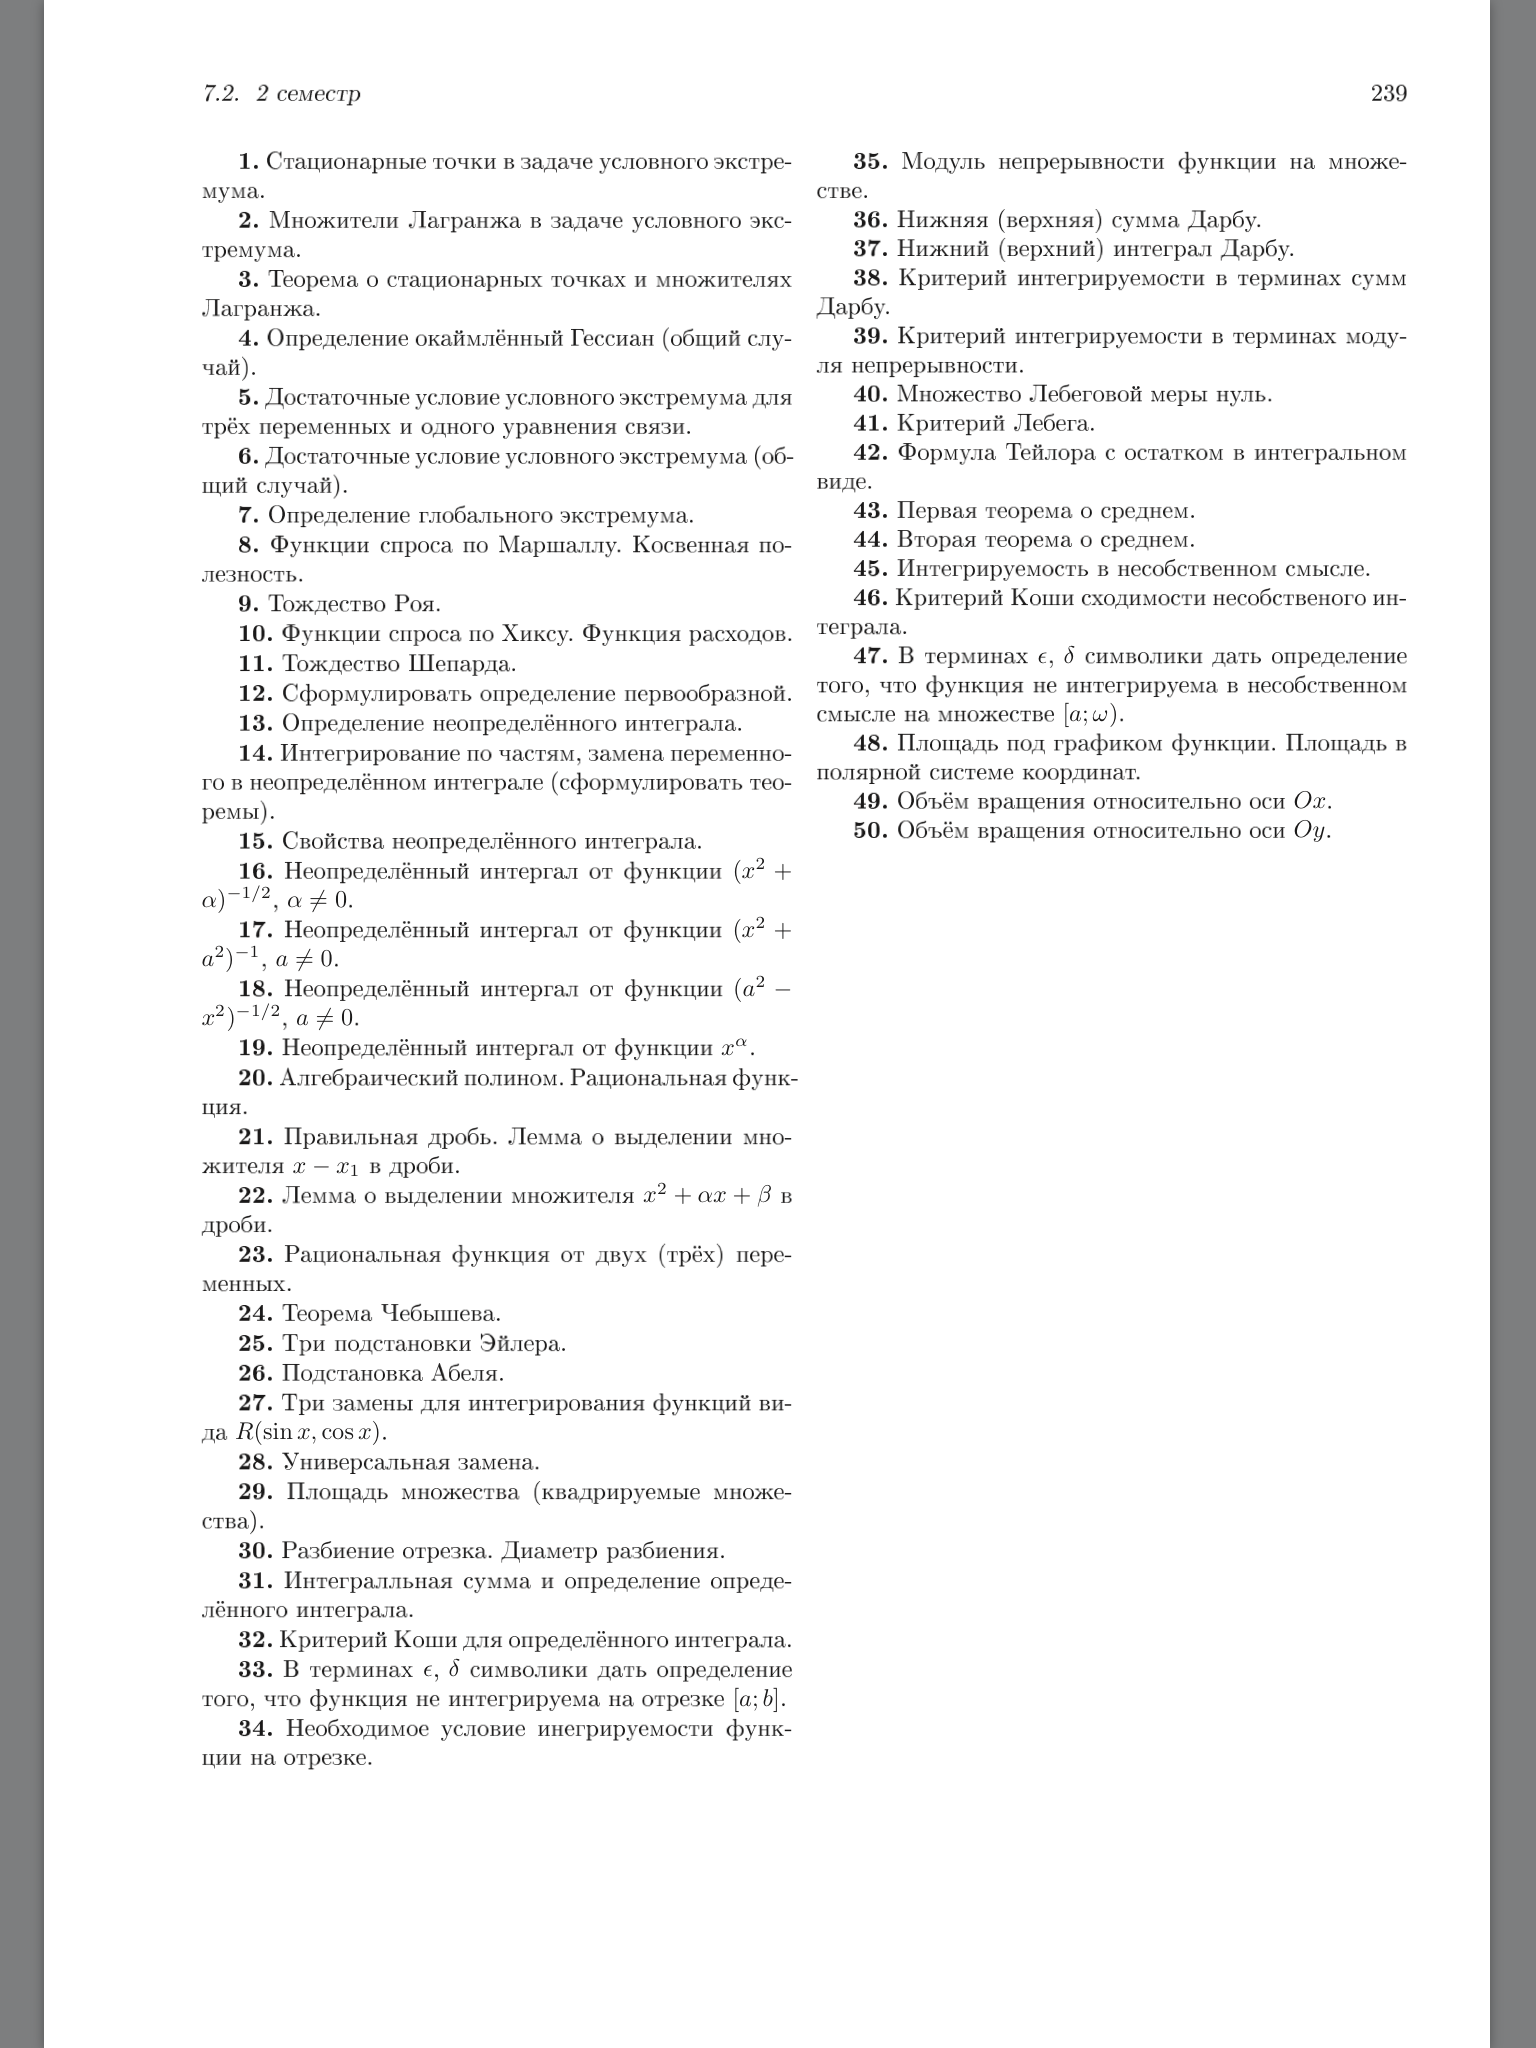 7.2. 2 семестр
239
1. Стационарные точки в задаче условного экстре-
мума.
2. Множители Лагранжа в задаче условного экс-
тремума.
3. Теорема о стационарных точках и множителях
Лагранжа.
4. Определение окаймлённый Гессиан (общий слу-
чай).
5. Достаточные условие условного экстремума для
трёх переменных и одного уравнения связи.
6. Достаточные условие условного экстремума (об-
щий случай).
7. Определение глобального экстремума.
8. Функции спроса по Маршаллу. Косвенная по-
лезность.
9. Тождество Роя.
10. Функции спроса по Хиксу. Функция расходов.
11. Тождество Шепарда.
12. Сформулировать определение первообразной.
13. Определение неопределённого интеграла.
14. Интегрирование по частям, замена переменно-
го в неопределённом интеграле (сформулировать тео-
ремы).
15. Свойства неопределённого интеграла.
16. Неопределённый интергал от функции (x² +
α)^{−1/2}, α ≠ 0.
17. Неопределённый интергал от функции (x² +
a²)^{−1}, a ≠ 0.
18. Неопределённый интергал от функции (a² −
x²)^{−1/2}, a ≠ 0.
19. Неопределённый интергал от функции x^α.
20. Алгебраический полином. Рациональная функ-
ция.
21. Правильная дробь. Лемма о выделении мно-
жителя x − x₁ в дроби.
22. Лемма о выделении множителя x² + αx + β в
дроби.
23. Рациональная функция от двух (трёх) пере-
менных.
24. Теорема Чебышева.
25. Три подстановки Эйлера.
26. Подстановка Абеля.
27. Три замены для интегрирования функций ви-
да R(sin x, cos x).
28. Универсальная замена.
29. Площадь множества (квадрируемые множе-
ства).
30. Разбиение отрезка. Диаметр разбиения.
31. Интегралльная сумма и определение опреде-
лённого интеграла.
32. Критерий Коши для определённого интеграла.
33. В терминах ϵ, δ символики дать определение
того, что функция не интегрируема на отрезке [a; b].
34. Необходимое условие инегрируемости функ-
ции на отрезке.
35. Модуль непрерывности функции на множе-
стве.
36. Нижняя (верхняя) сумма Дарбу.
37. Нижний (верхний) интеграл Дарбу.
38. Критерий интегрируемости в терминах сумм
Дарбу.
39. Критерий интегрируемости в терминах моду-
ля непрерывности.
40. Множество Лебеговой меры нуль.
41. Критерий Лебега.
42. Формула Тейлора с остатком в интегральном
виде.
43. Первая теорема о среднем.
44. Вторая теорема о среднем.
45. Интегрируемость в несобственном смысле.
46. Критерий Коши сходимости несобственого ин-
теграла.
47. В терминах ϵ, δ символики дать определение
того, что функция не интегрируема в несобственном
смысле на множестве [a; ω).
48. Площадь под графиком функции. Площадь в
полярной системе координат.
49. Объём вращения относительно оси Ox.
50. Объём вращения относительно оси Oy.